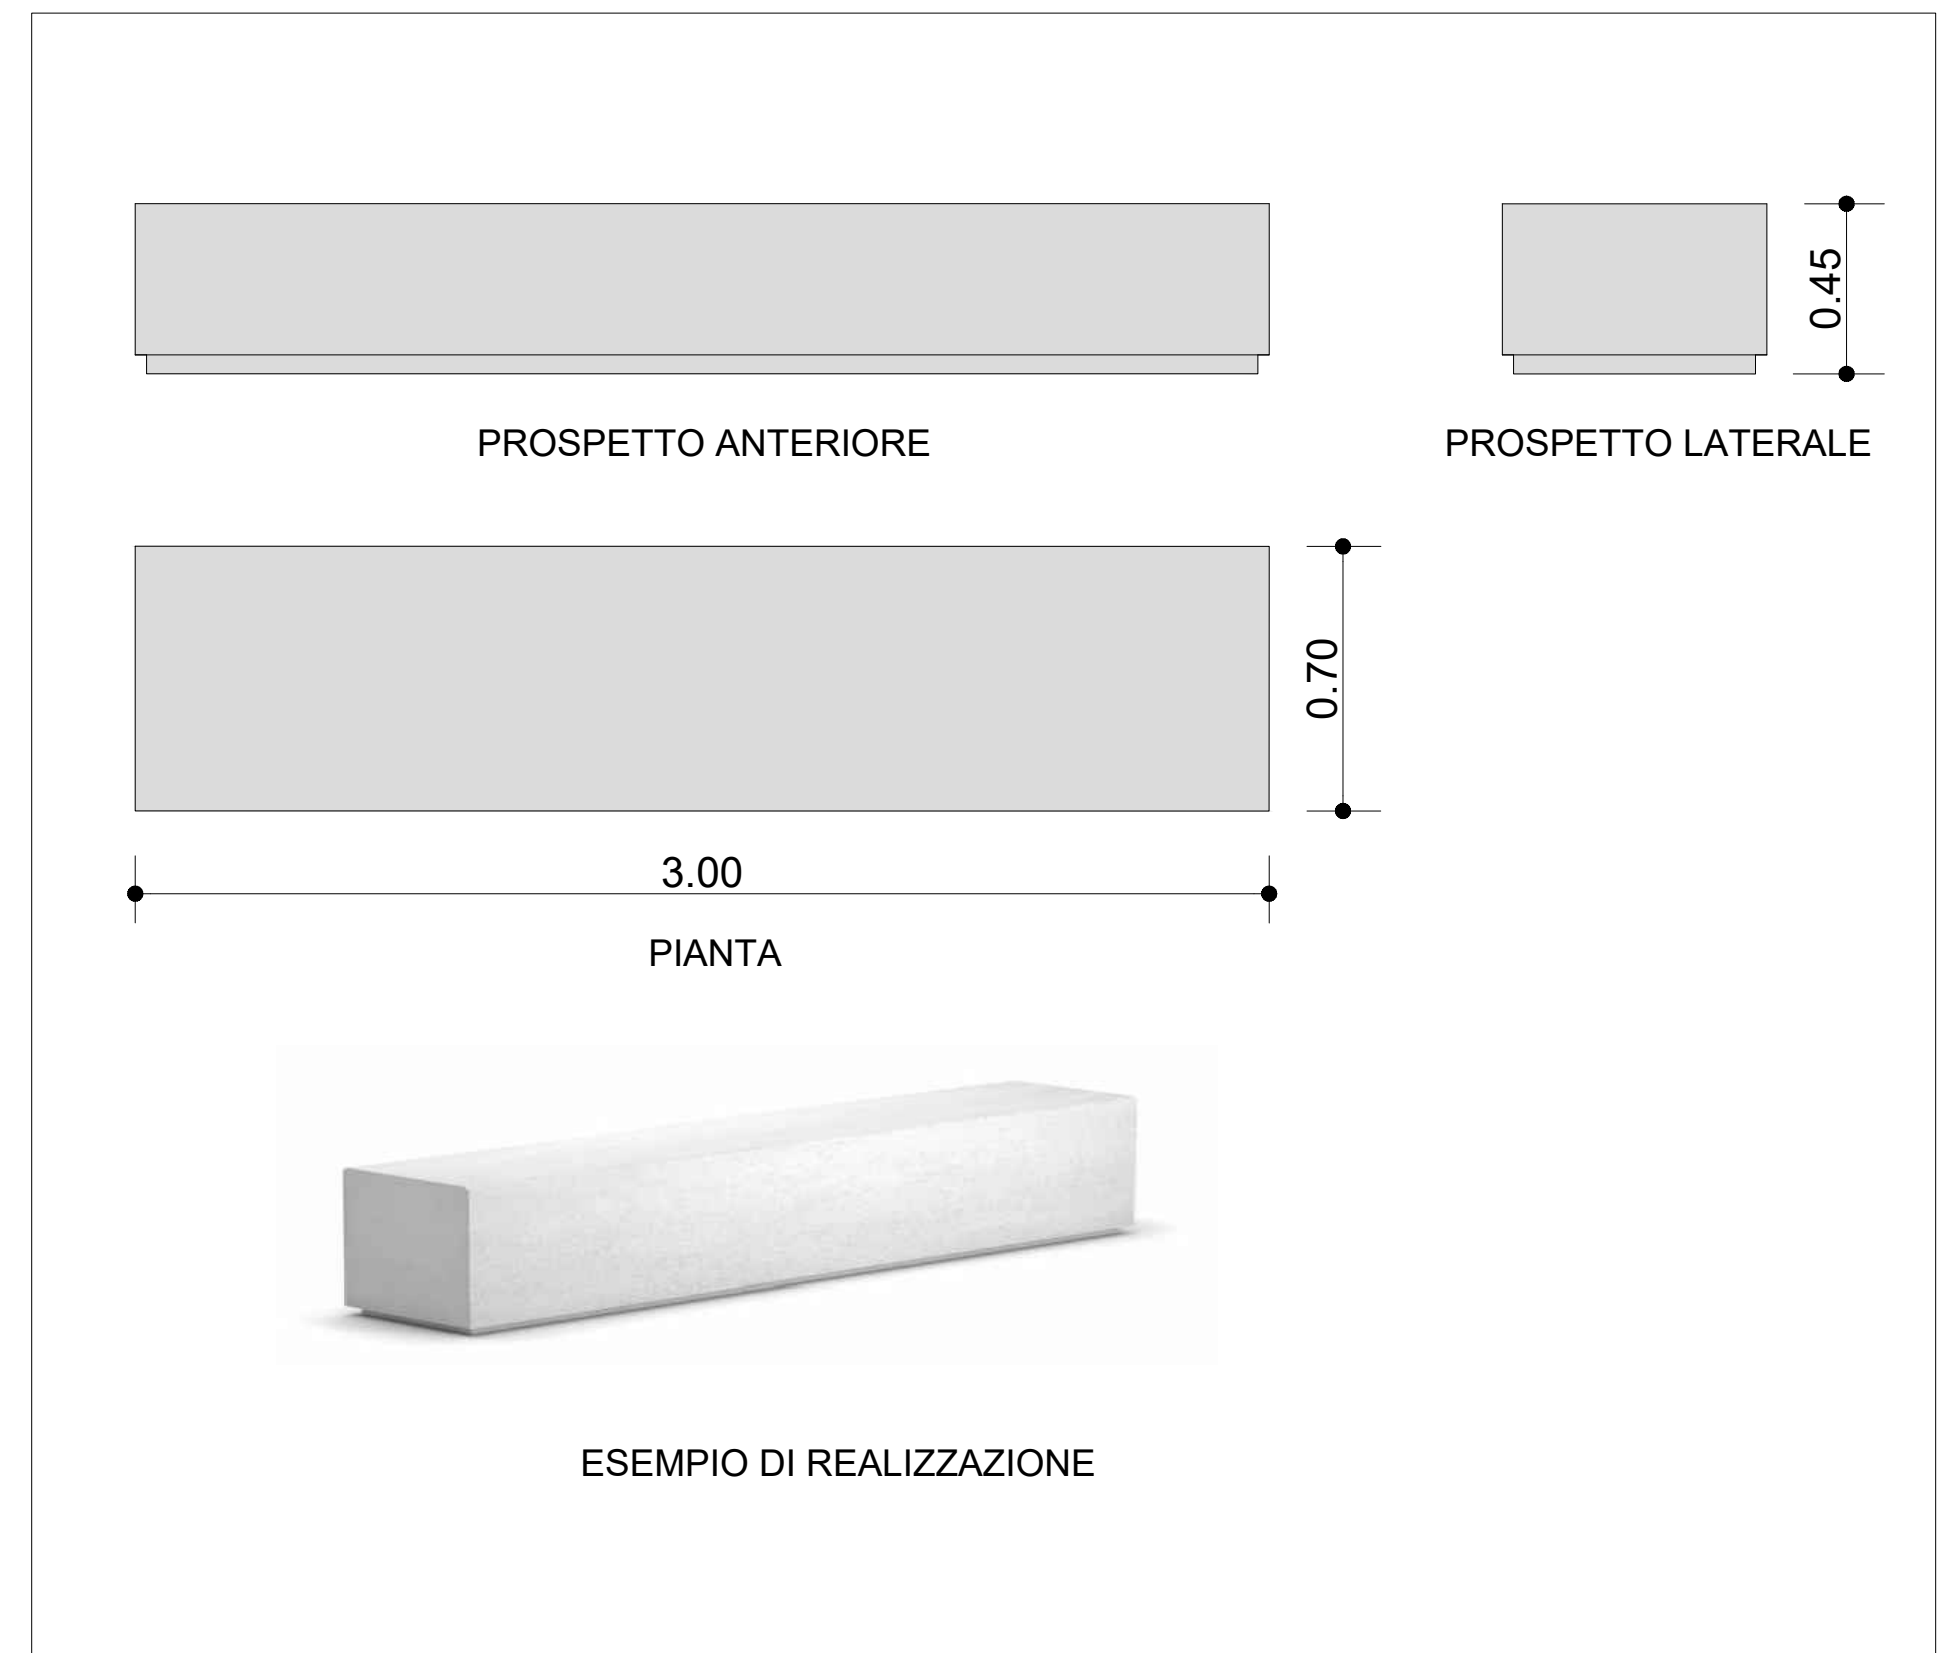 0.45
PROSPETTO ANTERIORE
PROSPETTO LATERALE
0.70
3.00
PIANTA
ESEMPIO DI REALIZZAZIONE